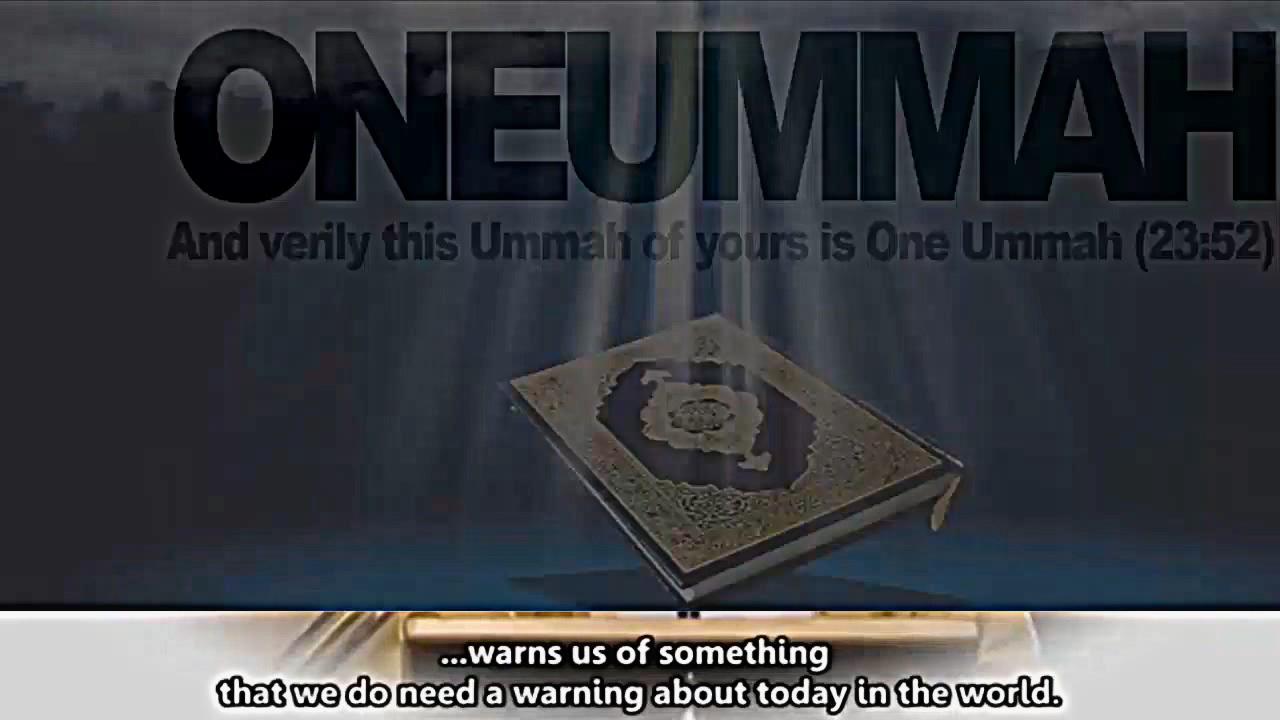 ONEUMMAH
And verily this Ummah of yours is One Ummah (23:52)
...warns us of something
that we do need a warning about today in the world.